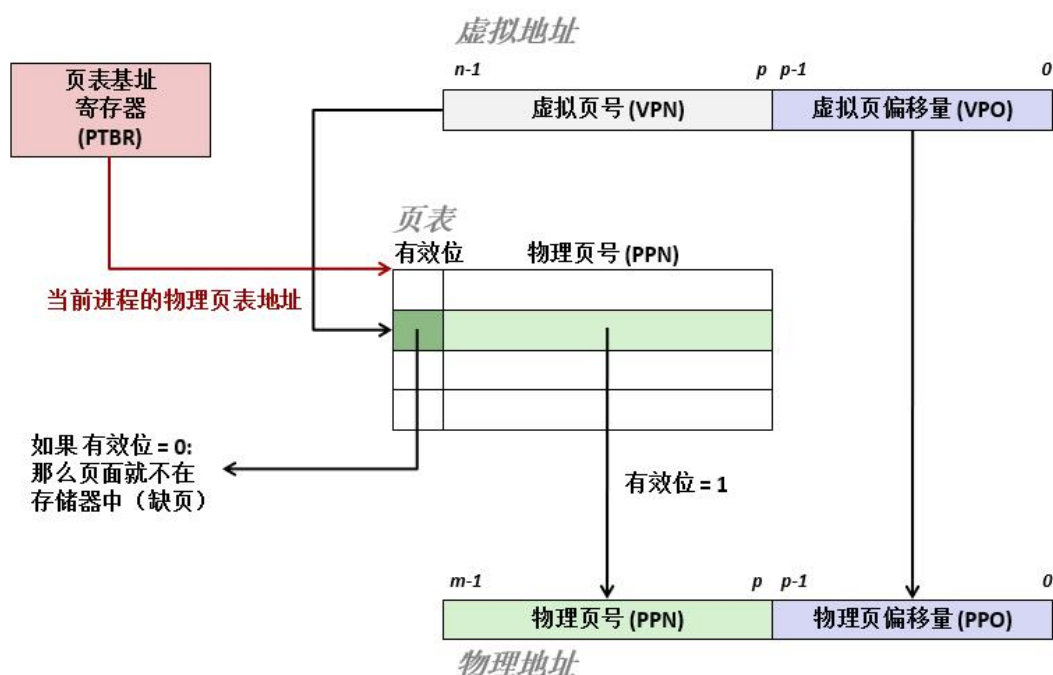 虚拟地址
页表基址
寄存器
(PTBR)
n-1 p p-1 0
虚拟页号 (VPN) 虚拟页偏移量 (VPO)
页表
有效位 物理页号 (PPN)
当前进程的物理页表地址
如果 有效位 = 0:
那么页面就不在
存储器中（缺页）
有效位 = 1
m-1 p p-1 0
物理页号 (PPN) 物理页偏移量 (PPO)
物理地址